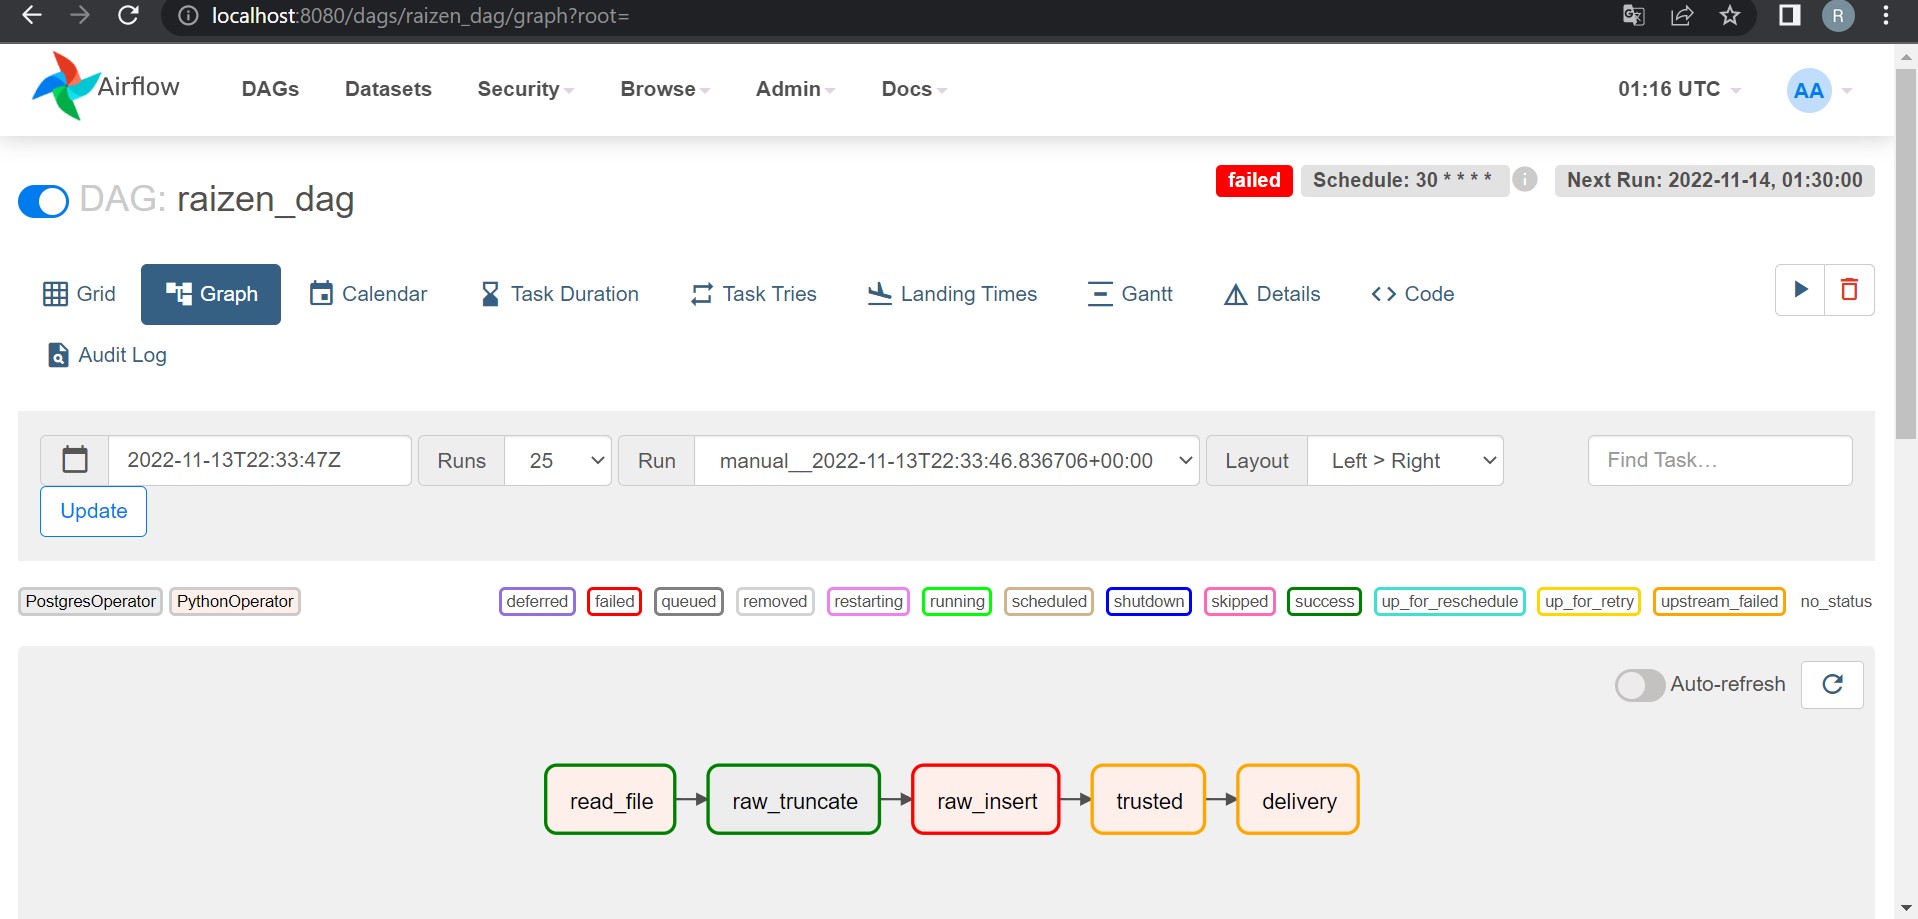 localhost:8080/dags/raizen_dag/graph?root=
R
Airflow DAGs Datasets Security Browse Admin Docs 01:16 UTC AA
DAG: raizen_dag failed Schedule: 30 * * * * i Next Run: 2022-11-14, 01:30:00
Grid Graph Calendar Task Duration Task Tries Landing Times Gantt Details Code
Audit Log
2022-11-13T22:33:47Z Runs 25 Run manual__2022-11-13T22:33:46.836706+00:00 Layout Left > Right Find Task…
Update
PostgresOperator PythonOperator deferred failed queued removed restarting running scheduled shutdown skipped success up_for_reschedule up_for_retry upstream_failed no_status
Auto-refresh
read_file raw_truncate raw_insert trusted delivery